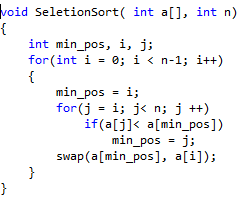 void SeletionSort( int a[], int n)
{
    int min_pos, i, j;
    for(int i = 0; i < n-1; i++)
    {
        min_pos = i;
        for(j = i; j< n; j ++)
            if(a[j]< a[min_pos])
                min_pos = j;
        swap(a[min_pos], a[i]);
    }
}